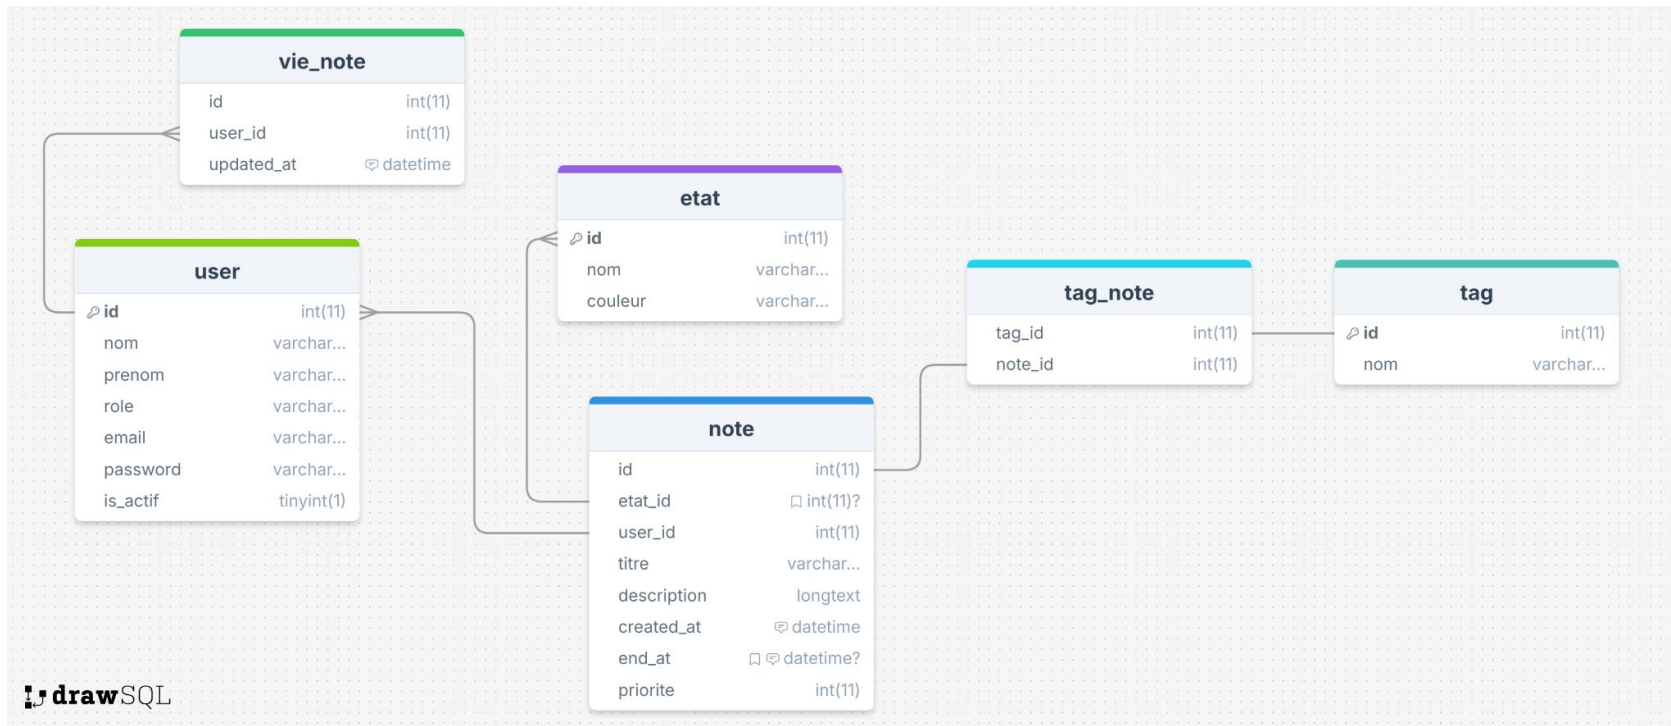 vie_note
id int(11)
user_id int(11)
updated_at datetime
user
id int(11)
nom varchar...
prenom varchar...
role varchar...
email varchar...
password varchar...
is_actif tinyint(1)
etat
id int(11)
nom varchar...
couleur varchar...
note
id int(11)
etat_id int(11)?
user_id int(11)
titre varchar...
description longtext
created_at datetime
end_at datetime?
priorite int(11)
tag_note
tag_id int(11)
note_id int(11)
tag
id int(11)
nom varchar...
drawSQL